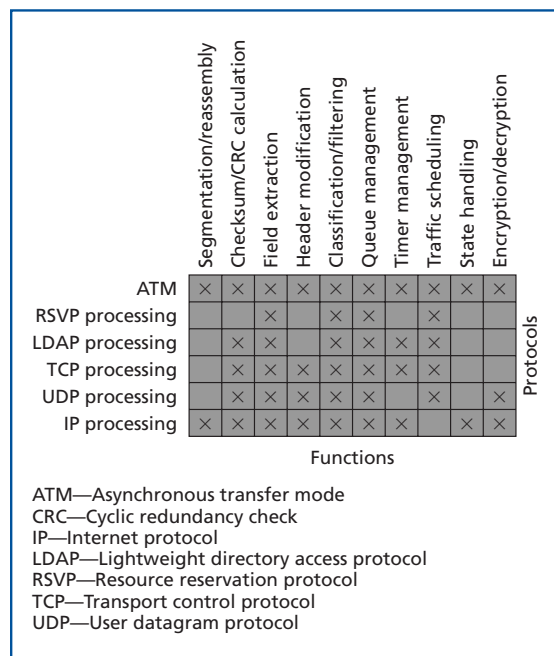 Segmentation/reassembly
Checksum/CRC calculation
Field extraction
Header modification
Classification/filtering
Queue management
Timer management
Traffic scheduling
State handling
Encryption/decryption
ATM × × × × × × × × × ×
RSVP processing × × × ×
LDAP processing × × × × × ×
TCP processing × × × × × × ×
UDP processing × × × × × × ×
IP processing × × × × × × × × ×
Protocols
Functions
ATM—Asynchronous transfer mode
CRC—Cyclic redundancy check
IP—Internet protocol
LDAP—Lightweight directory access protocol
RSVP—Resource reservation protocol
TCP—Transport control protocol
UDP—User datagram protocol